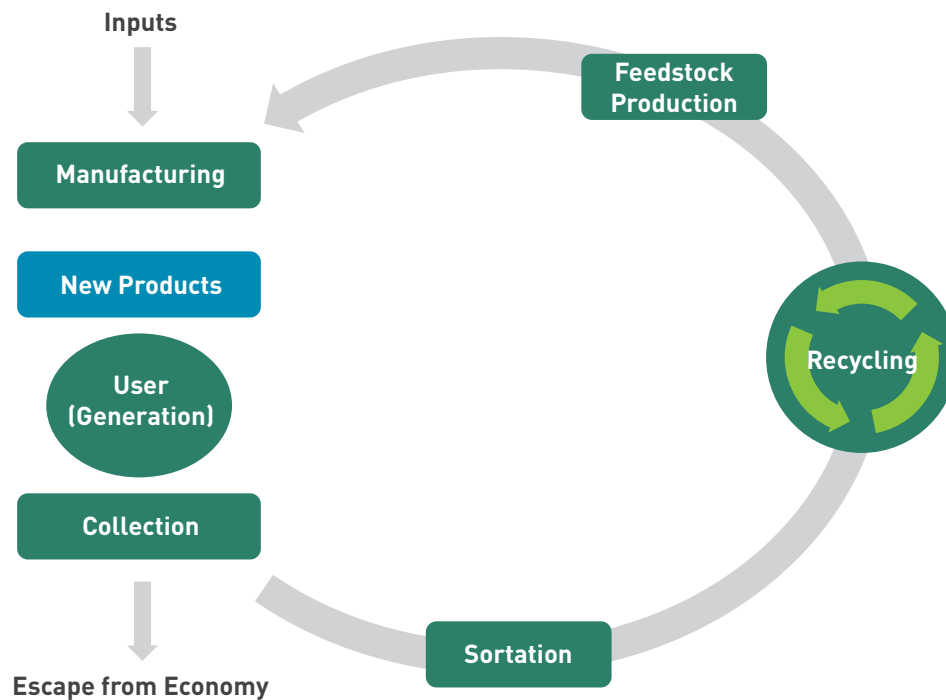 Inputs
Feedstock
Production
Manufacturing
New Products
Recycling
User
(Generation)
Collection
Sortation
Escape from Economy